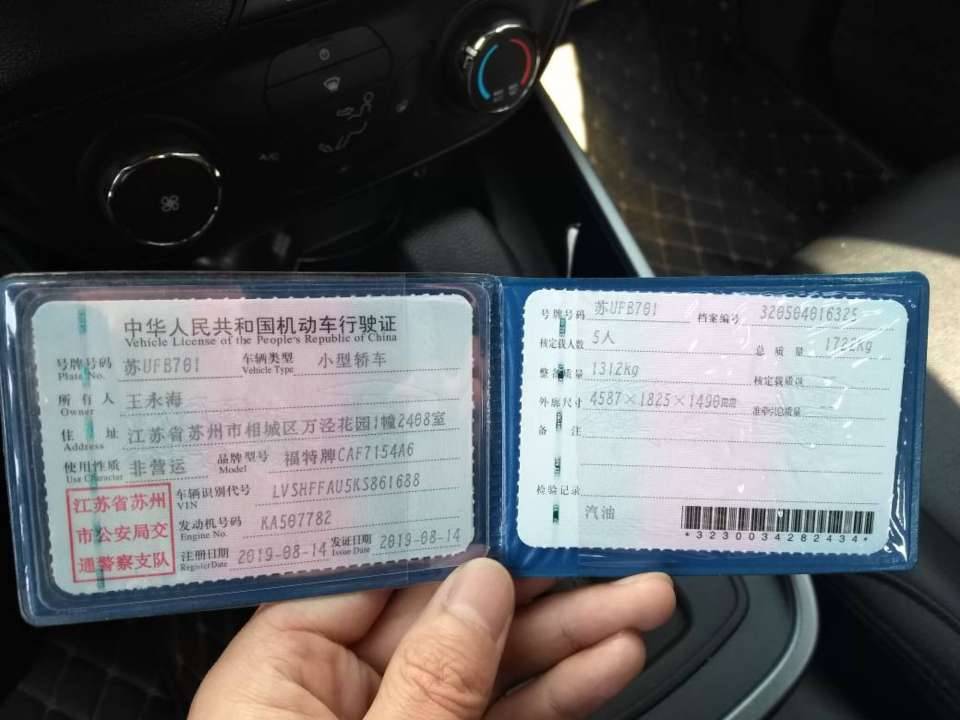 中华人民共和国机动车行驶证
Vehicle License of the People's Republic of China
号牌号码 苏UFB701 车辆类型 小型轿车
Plate No. Vehicle Type
所有人 王永海
Owner
住址 江苏省苏州市相城区万泾花园1幢2408室
Address
使用性质 非营运 品牌型号 福特牌CAF7154A6
Use Character Model
江苏省苏州
市公安局交
通警察支队
车辆识别代号 LVSHFFAU5KS861688
VIN
发动机号码 KA507782
Engine No.
注册日期 2019-08-14 发证日期 2019-08-14
Register Date Issue Date
号牌号码 苏UFB701 档案编号 320504016325
核定载人数 5人 总质量 1722kg
整备质量 1312kg 核定载质量
外廓尺寸 4587×1825×1490mm 准牵引总质量
备注
检验记录
汽油
*3230034282434*
A/C